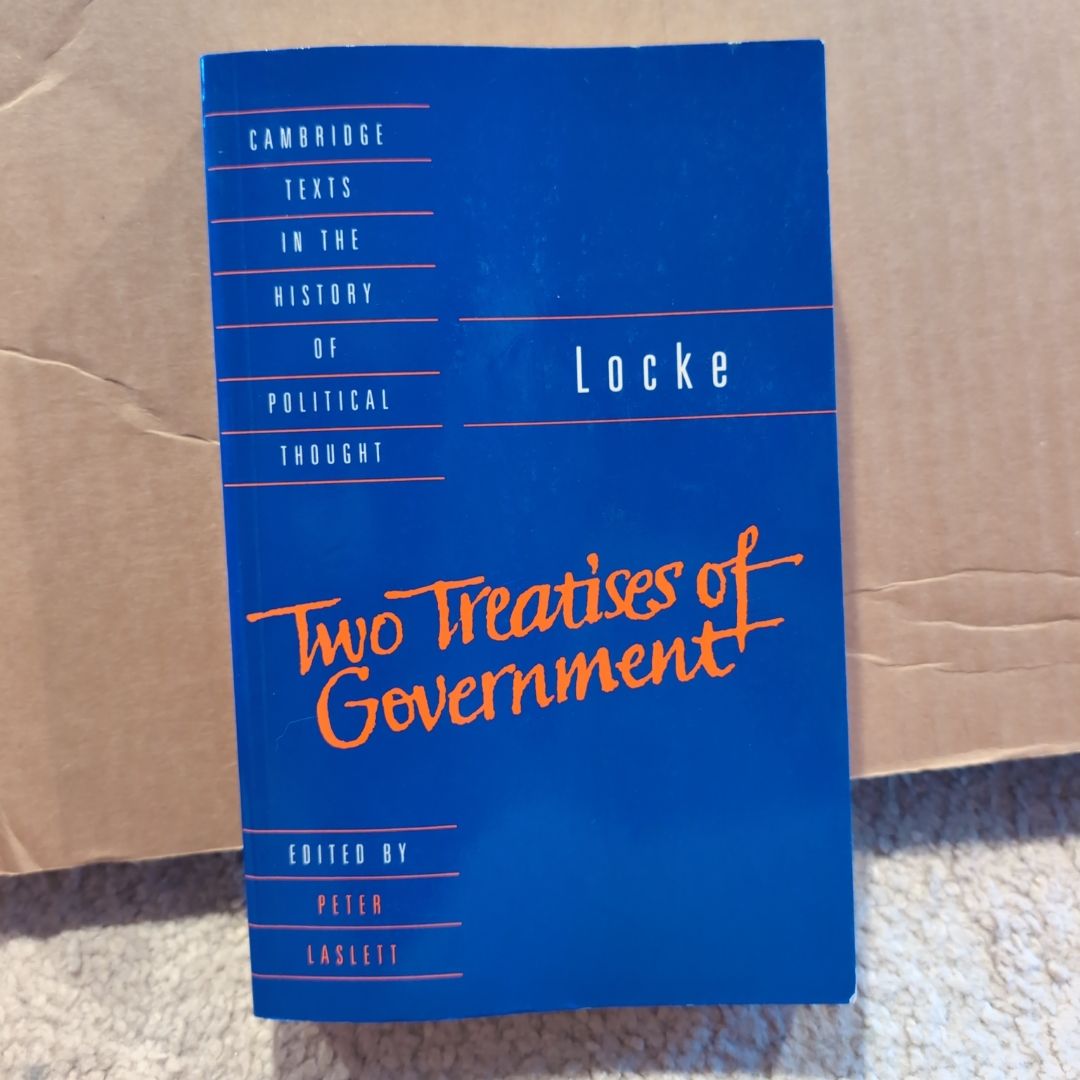 CAMBRIDGE
TEXTS
IN THE
HISTORY
OF
POLITICAL
THOUGHT
Locke
Two Treatises of
Government
EDITED BY
PETER
LASLETT